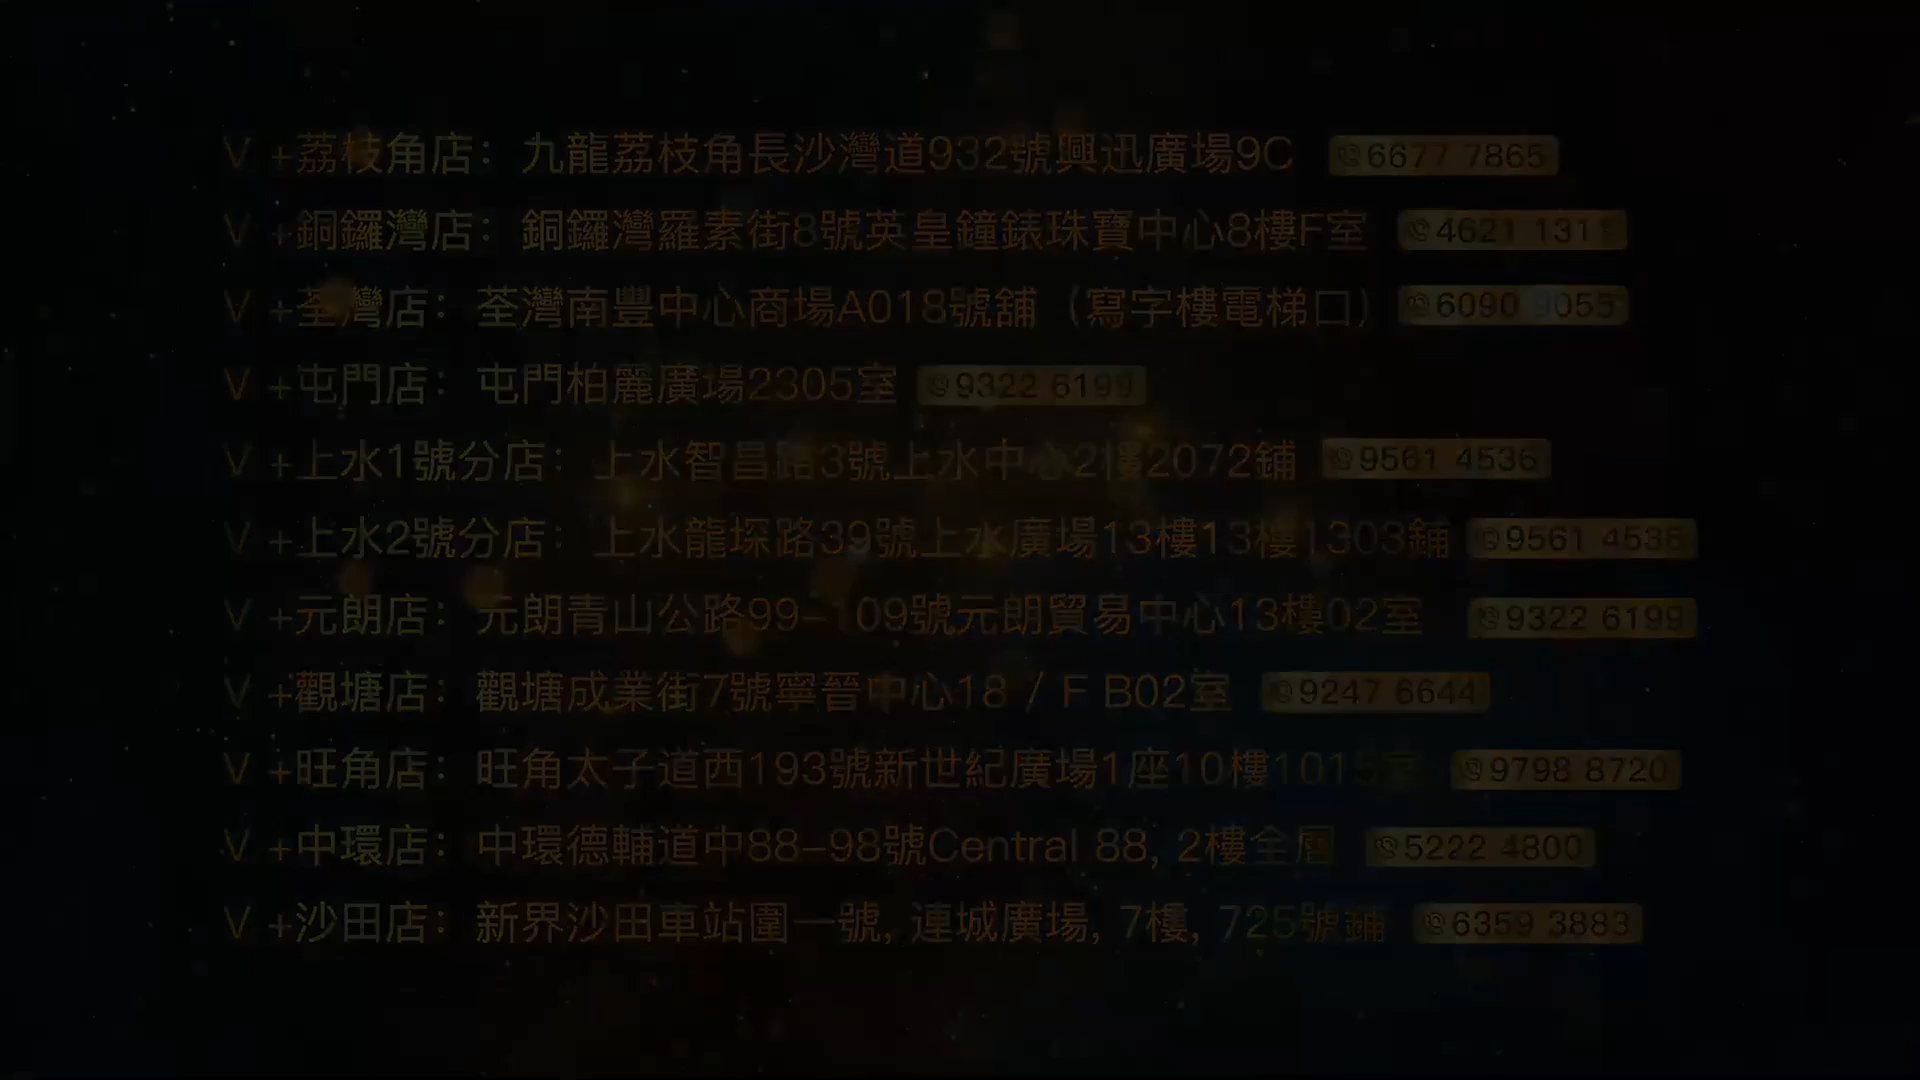 V +荔枝角店：九龍荔枝角長沙灣道932號興迅廣場9C 6677 7865
V +銅鑼灣店：銅鑼灣羅素街8號英皇鐘錶珠寶中心8樓F室 4621 1311
V +荃灣店：荃灣南豐中心商場A018號舖（寫字樓電梯口） 6090 9055
V +屯門店：屯門柏麗廣場2305室 9322 6199
V +上水1號分店：上水智昌路3號上水中心2樓2072鋪 9561 4536
V +上水2號分店：上水龍琛路39號上水廣場13樓13樓1303鋪 9561 4536
V +元朗店：元朗青山公路99-109號元朗貿易中心13樓02室 9322 6199
V +觀塘店：觀塘成業街7號寧晉中心18 / F B02室 9247 6644
V +旺角店：旺角太子道西193號新世紀廣場1座10樓1015室 9798 8720
V +中環店：中環德輔道中88-98號Central 88, 2樓全層 5222 4800
V +沙田店：新界沙田車站圍一號, 連城廣場, 7樓, 725號鋪 6359 3883